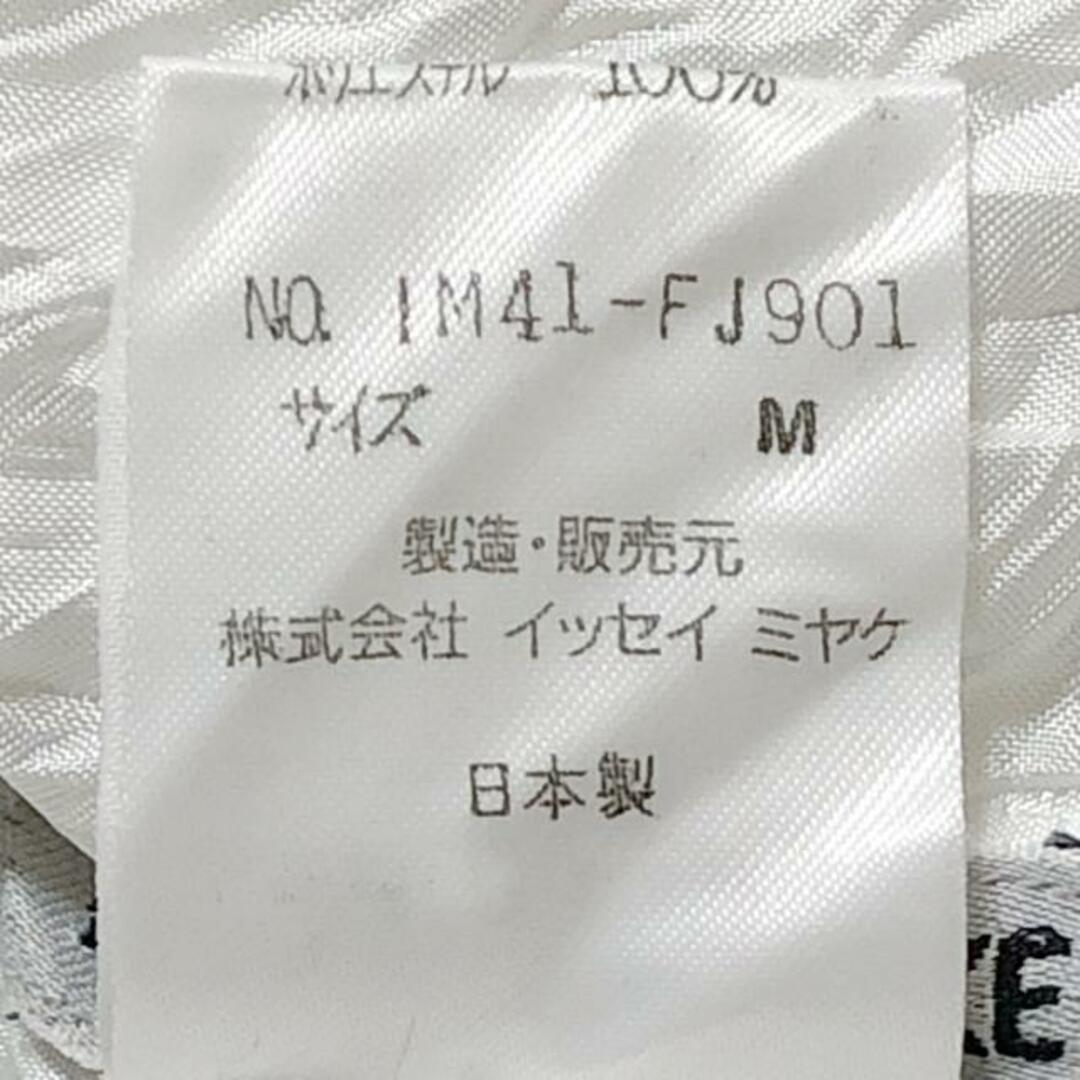 ポリエステル 100%
No. IM41-FJ901
サイズ M
製造・販売元
株式会社 イッセイ ミヤケ
日本製
KE